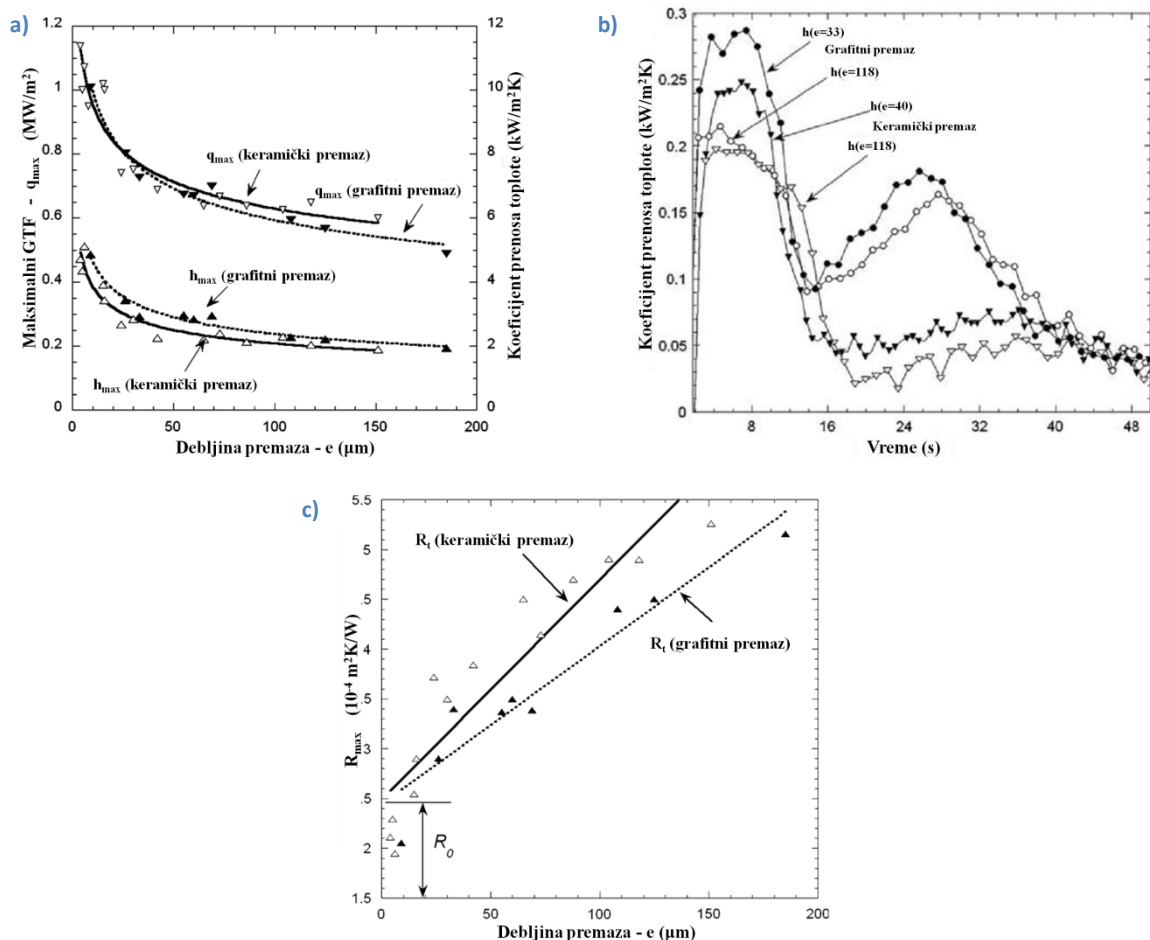 a)
Maksimalni GTF - qmax (MW/m²)
1.2
1
0.8
0.6
0.4
0.2
0
12
10
8
6
4
2
0
Koeficijent prenosa toplote (kW/m²K)
qmax (keramički premaz)
qmax (grafitni premaz)
hmax (grafitni premaz)
hmax (keramički premaz)
0 50 100 150 200
Debljina premaza - e (µm)
b)
Koeficijent prenosa toplote (kW/m²K)
0.3
0.25
0.2
0.15
0.1
0.05
0
h(e=33)
Grafitni premaz
h(e=118)
h(e=40)
Keramički premaz
h(e=118)
8 16 24 32 40 48
Vreme (s)
c)
Rmax (10⁻⁴ m²K/W)
5.5
5
.5
4
.5
3
.5
2
1.5
Rt (keramički premaz)
Rt (grafitni premaz)
R0
0 50 100 150 200
Debljina premaza - e (µm)